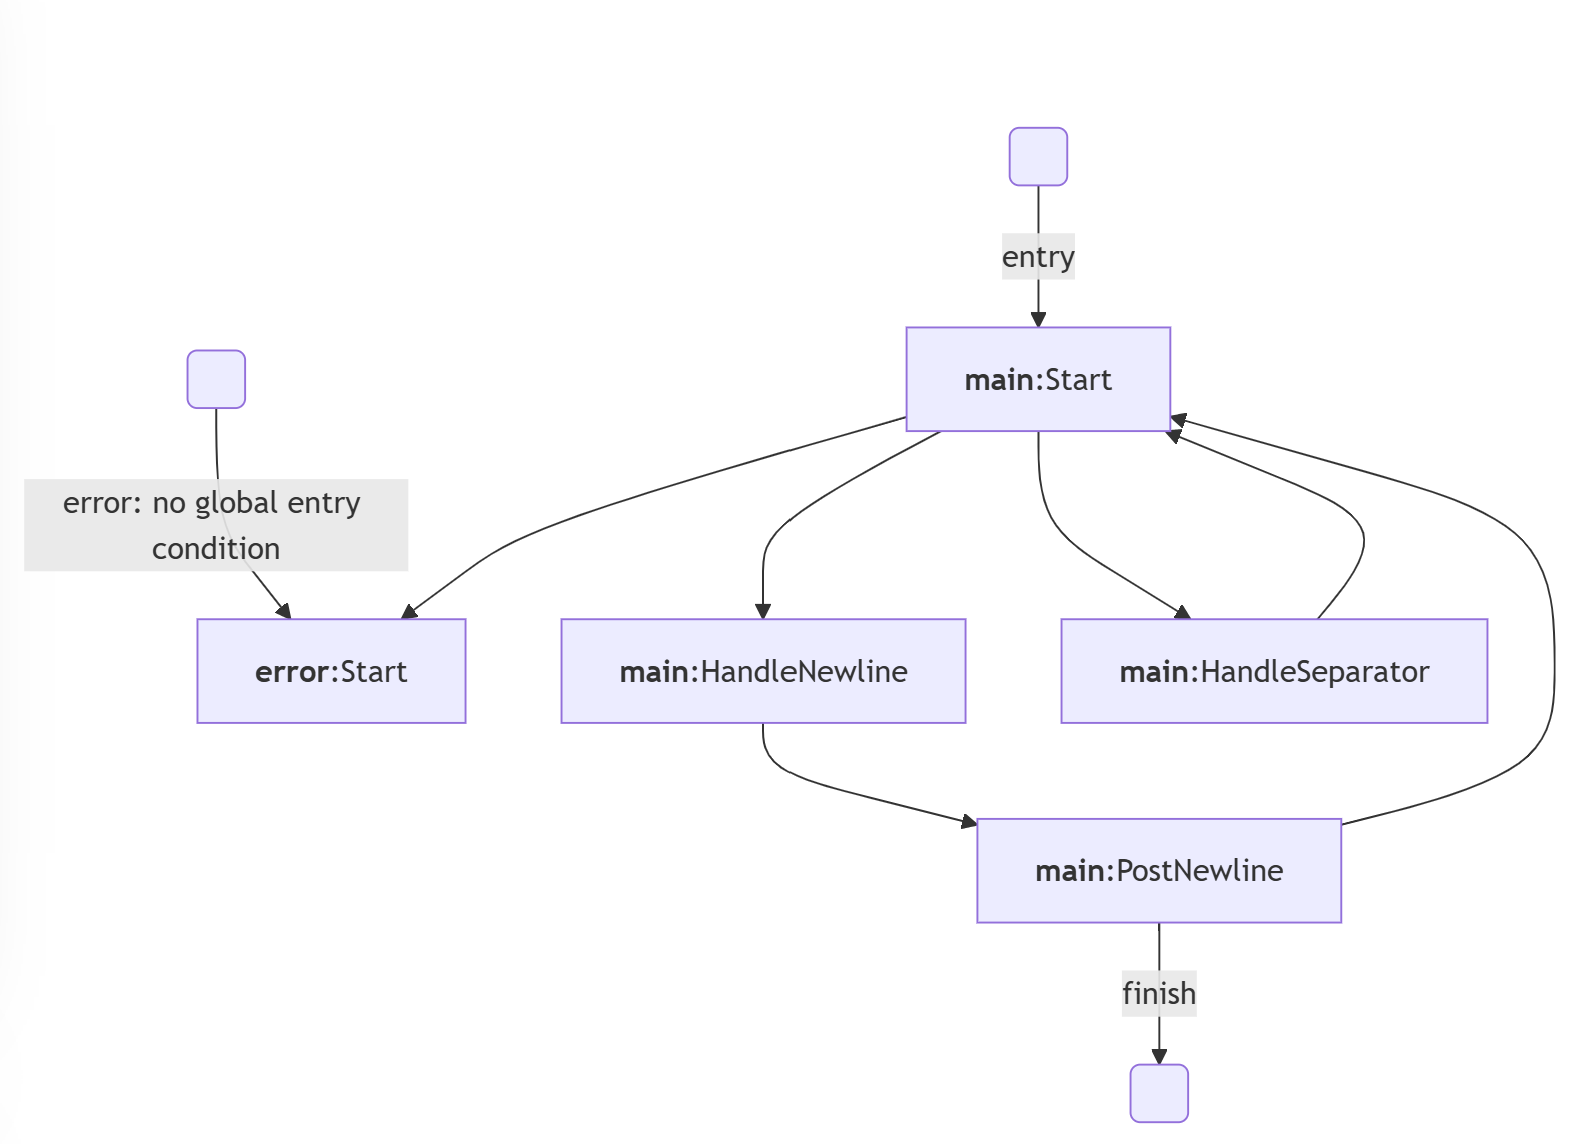 entry
main:Start
error: no global entry
condition
error:Start
main:HandleNewline
main:HandleSeparator
main:PostNewline
finish